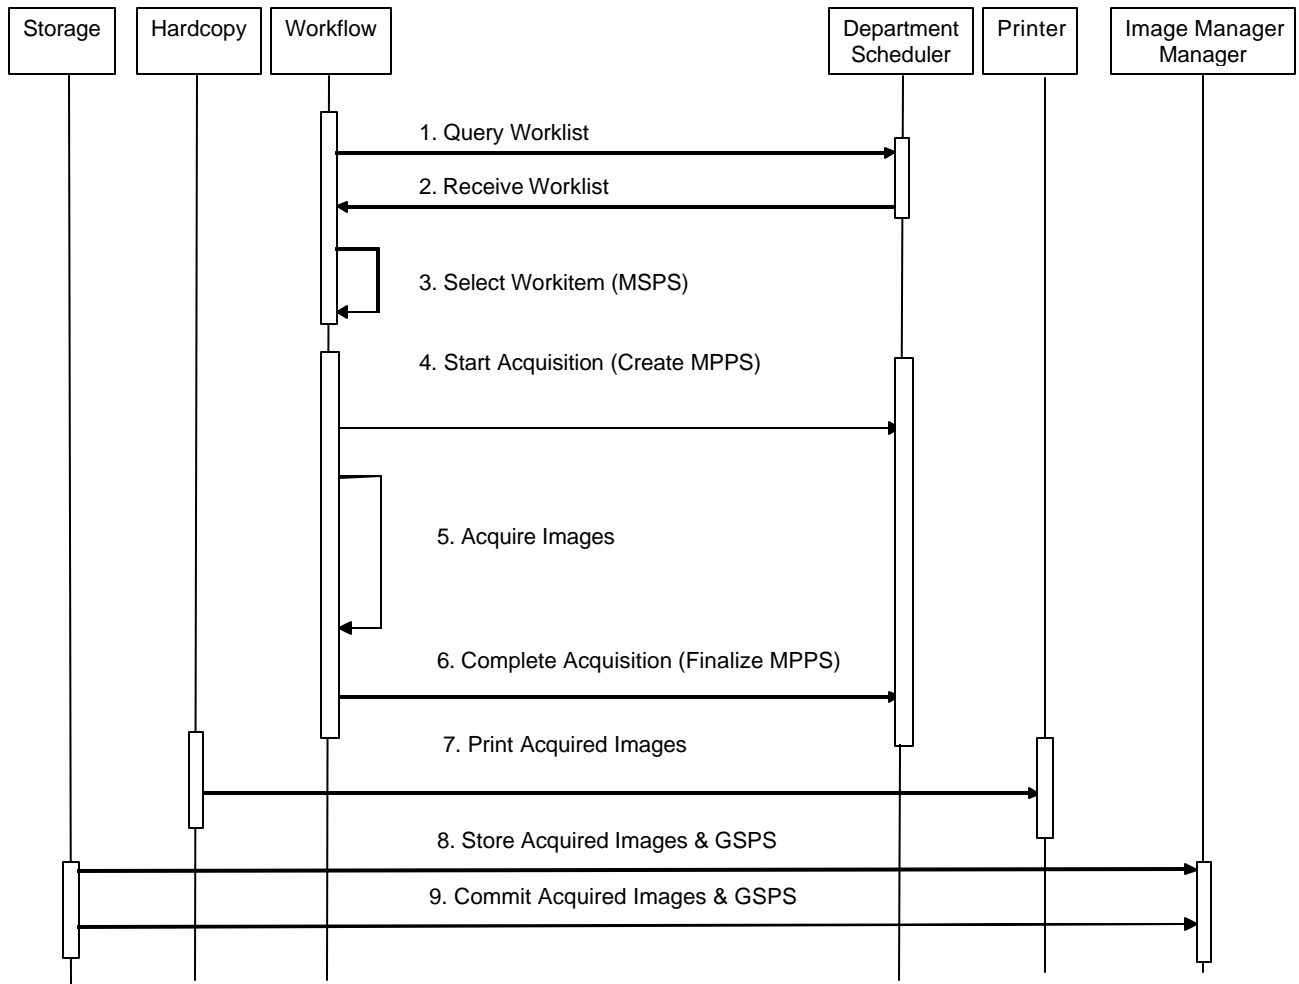 Storage
Hardcopy
Workflow
Department
Scheduler
Printer
Image Manager
Manager
1. Query Worklist
2. Receive Worklist
3. Select Workitem (MSPS)
4. Start Acquisition (Create MPPS)
5. Acquire Images
6. Complete Acquisition (Finalize MPPS)
7. Print Acquired Images
8. Store Acquired Images & GSPS
9. Commit Acquired Images & GSPS